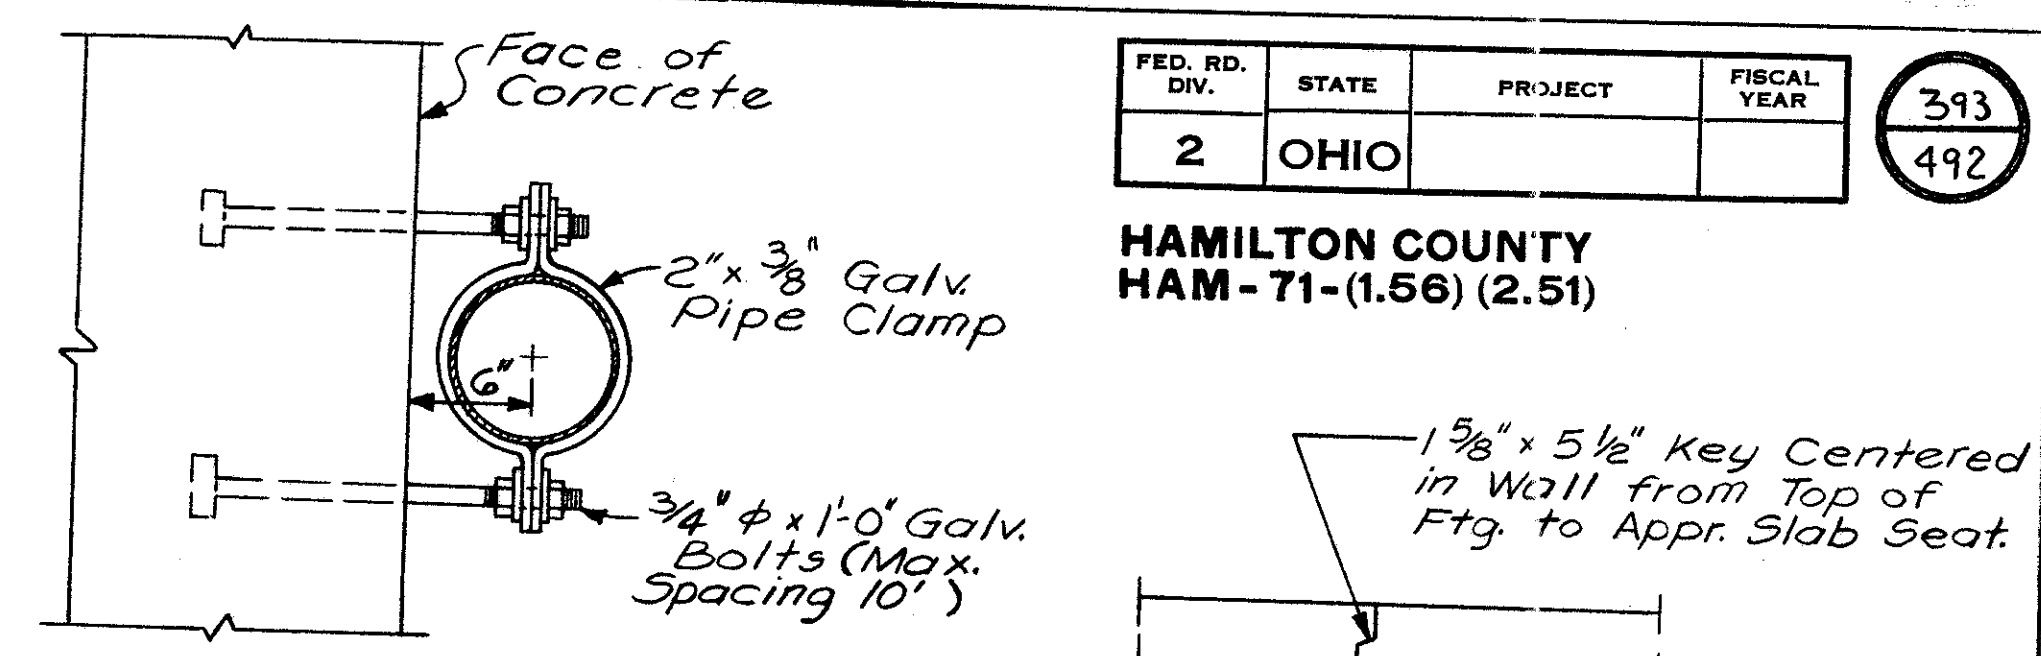 Face of
Concrete
2" x 3/8" Galv.
Pipe Clamp
6"
3/4" φ x 1'-0" Galv.
Bolts (Max.
Spacing 10')
FED. RD.
DIV.
STATE
PROJECT
FISCAL
YEAR
2
OHIO
393
492
HAMILTON COUNTY
HAM-71-(1.56) (2.51)
1 5/8" x 5 1/2" Key Centered
in Wall from Top of
Ftg. to Appr. Slab Seat.